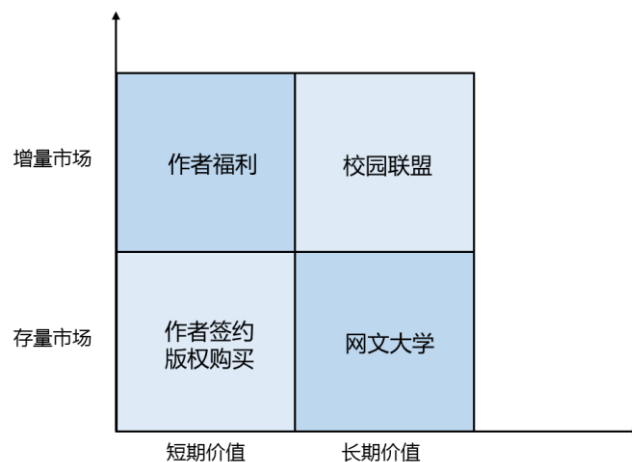 增量市场
作者福利
校园联盟
存量市场
作者签约
版权购买
网文大学
短期价值
长期价值